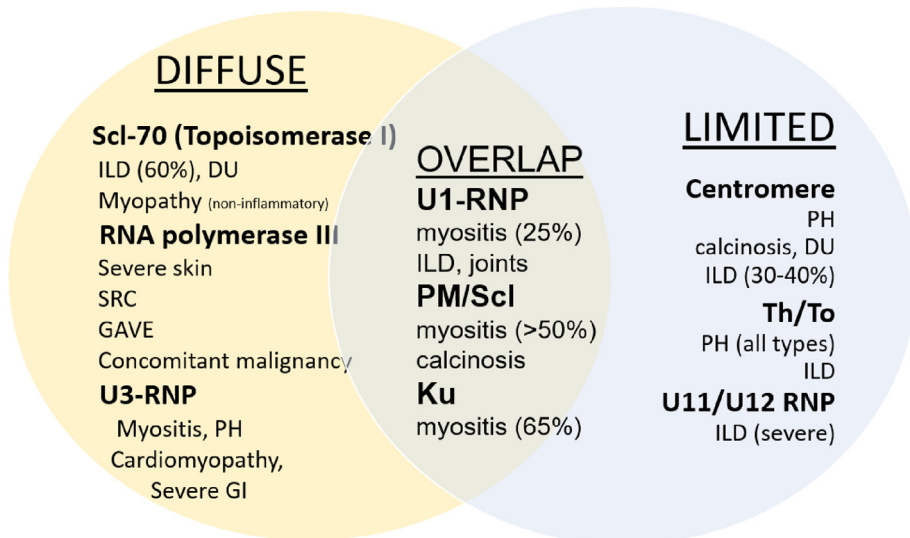 DIFFUSE
Scl-70 (Topoisomerase I)
ILD (60%), DU
Myopathy (non-inflammatory)
RNA polymerase III
Severe skin
SRC
GAVE
Concomitant malignancy
U3-RNP
Myositis, PH
Cardiomyopathy,
Severe GI
OVERLAP
U1-RNP
myositis (25%)
ILD, joints
PM/Scl
myositis (>50%)
calcinosis
Ku
myositis (65%)
LIMITED
Centromere
PH
calcinosis, DU
ILD (30-40%)
Th/To
PH (all types)
ILD
U11/U12 RNP
ILD (severe)